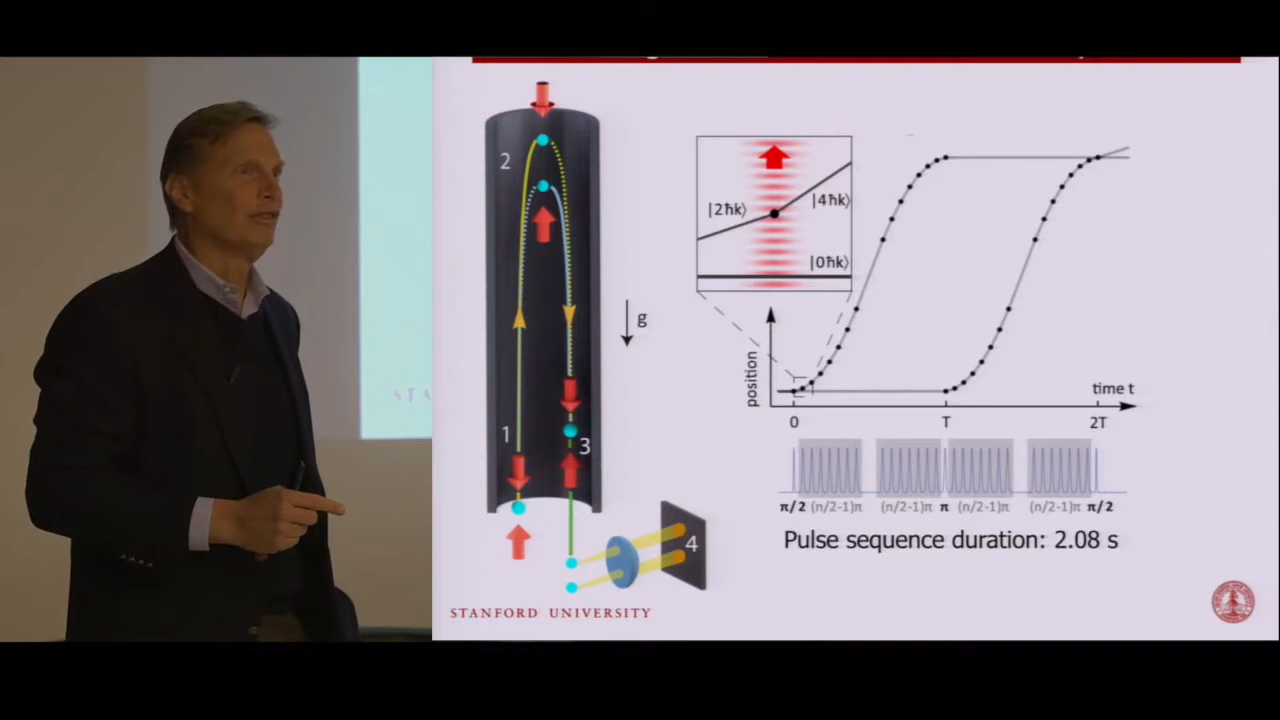 2
|2ħk⟩
|4ħk⟩
|0ħk⟩
g
position
time t
1
3
0
T
2T
π/2 (n/2-1)π (n/2-1)π π (n/2-1)π (n/2-1)π π/2
4
Pulse sequence duration: 2.08 s
STANFORD UNIVERSITY